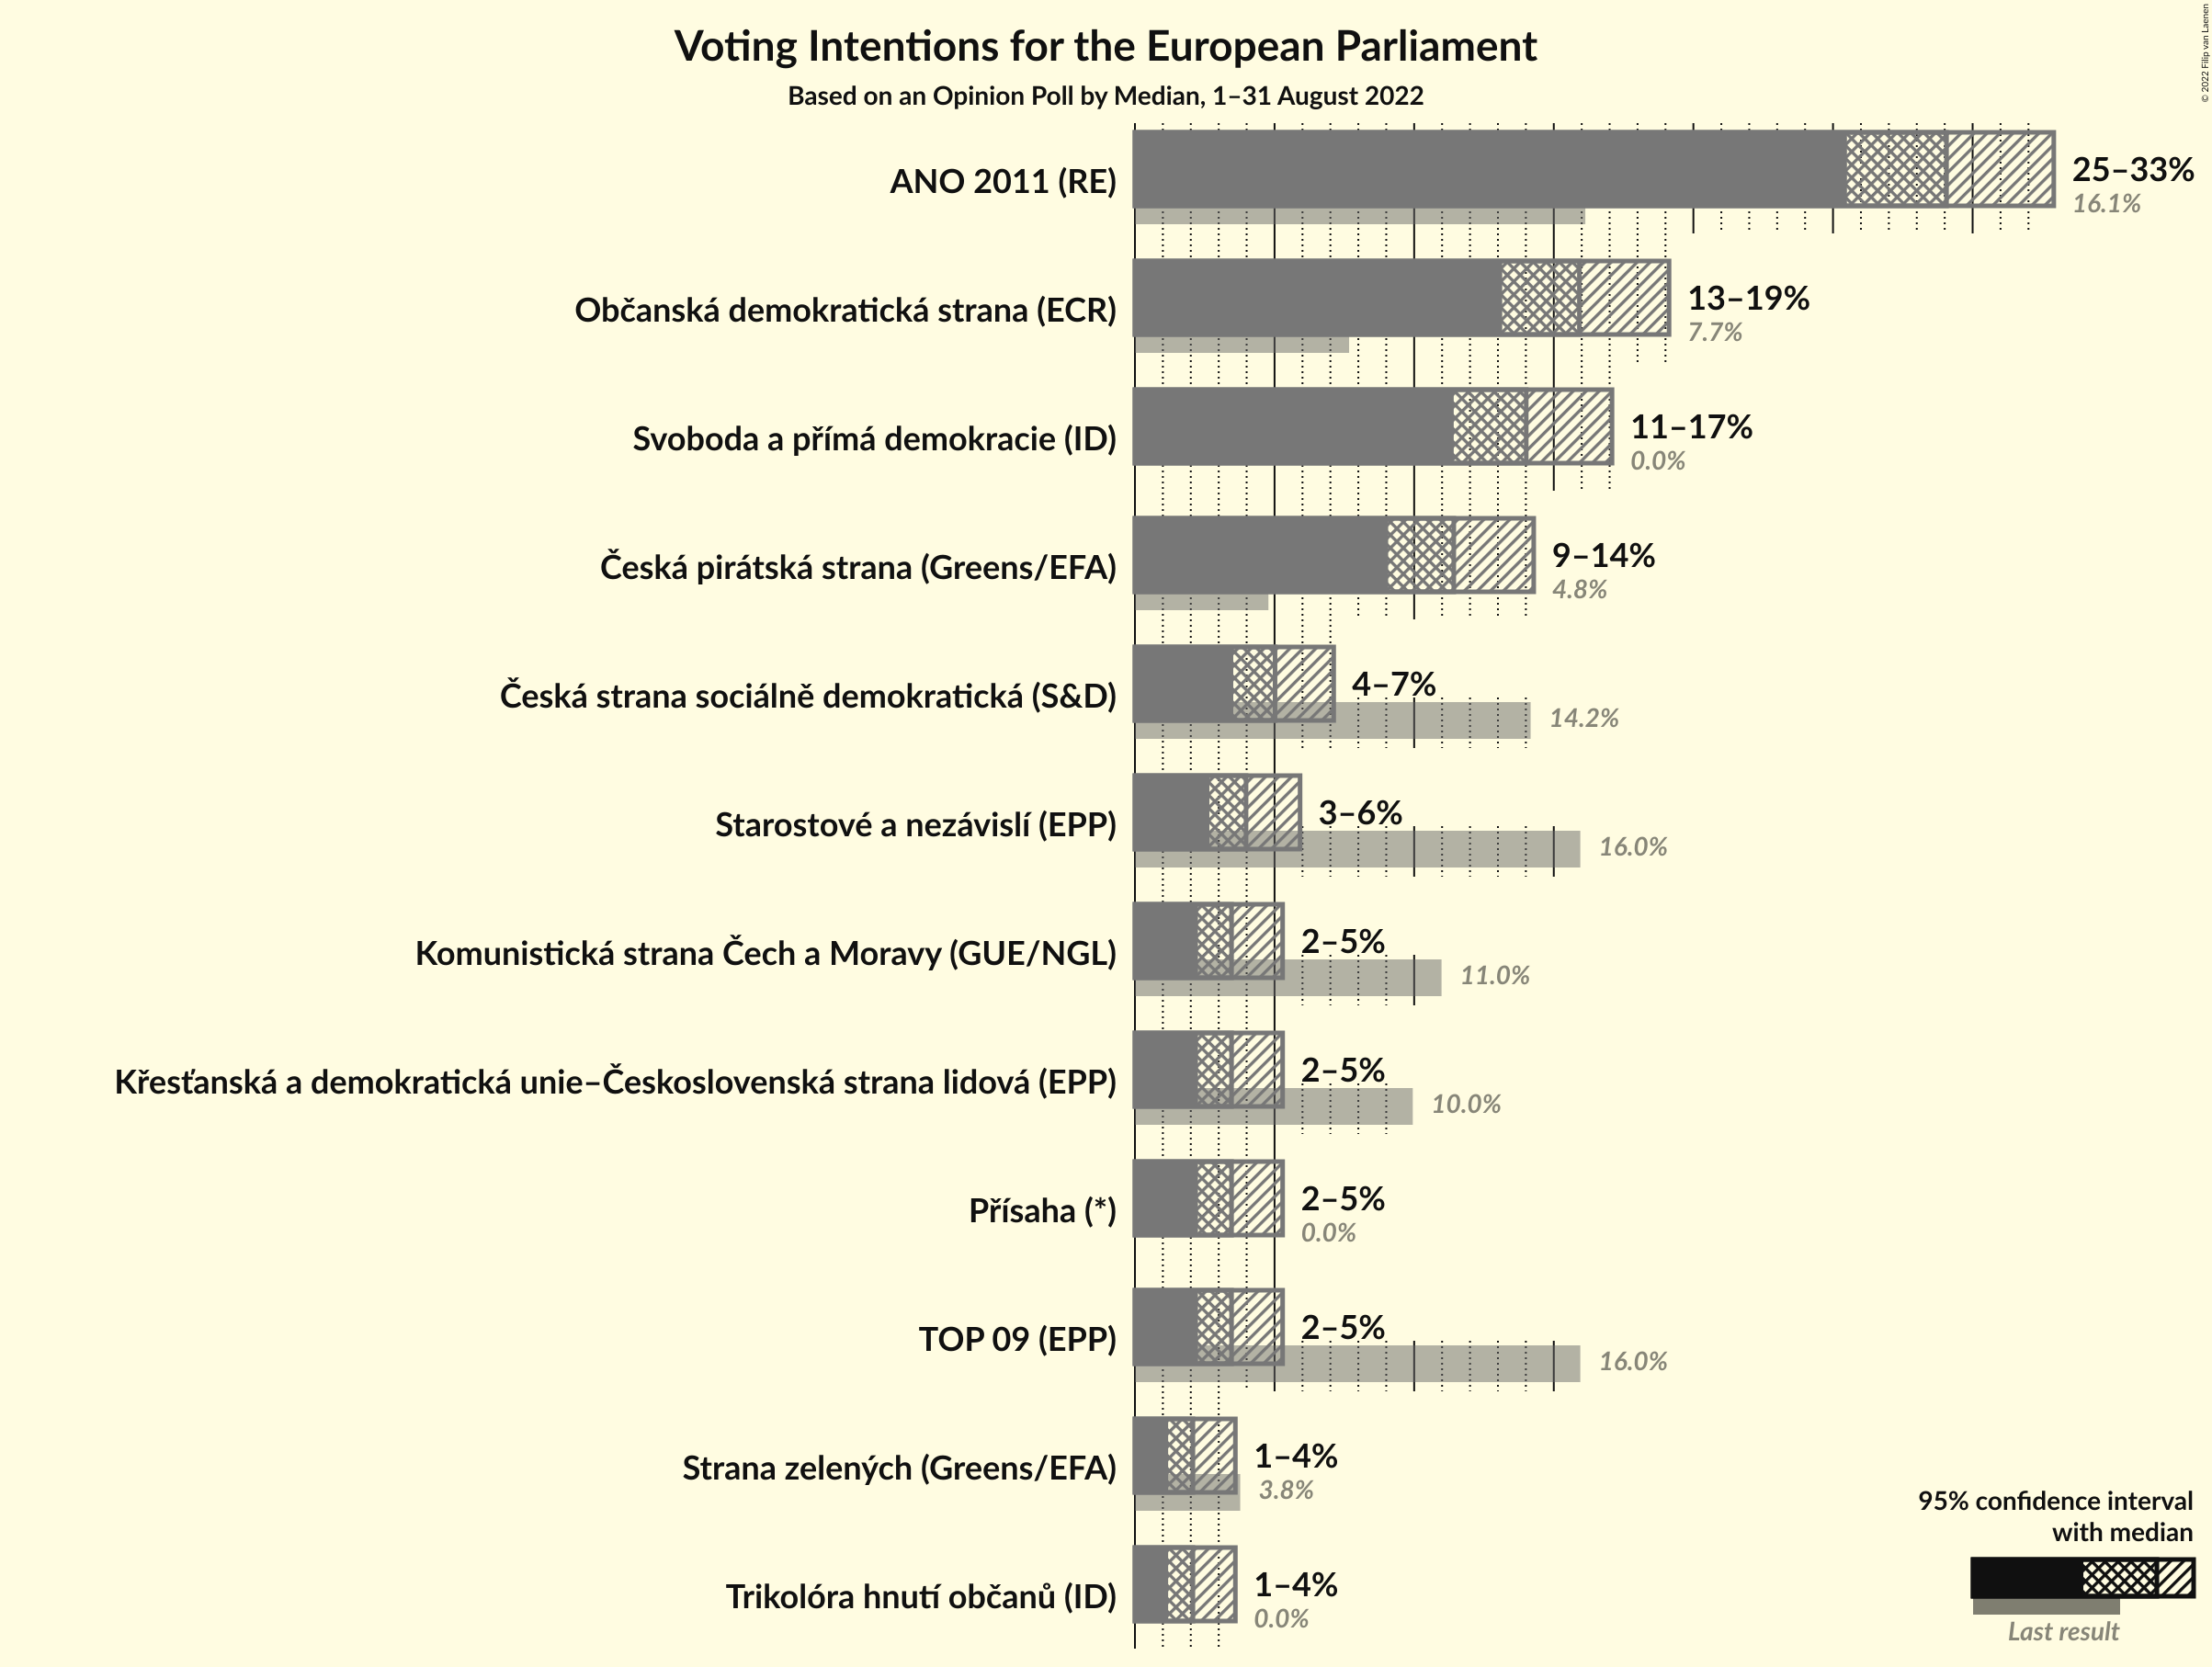 Voting Intentions for the European Parliament
Based on an Opinion Poll by Median, 1–31 August 2022
© 2022 Filip van Laenen
ANO 2011 (RE)
25–33%
16.1%
Občanská demokratická strana (ECR)
13–19%
7.7%
Svoboda a přímá demokracie (ID)
11–17%
0.0%
Česká pirátská strana (Greens/EFA)
9–14%
4.8%
Česká strana sociálně demokratická (S&D)
4–7%
14.2%
Starostové a nezávislí (EPP)
3–6%
16.0%
Komunistická strana Čech a Moravy (GUE/NGL)
2–5%
11.0%
Křesťanská a demokratická unie–Československá strana lidová (EPP)
2–5%
10.0%
Přísaha (*)
2–5%
0.0%
TOP 09 (EPP)
2–5%
16.0%
Strana zelených (Greens/EFA)
1–4%
3.8%
Trikolóra hnutí občanů (ID)
1–4%
0.0%
95% confidence interval
with median
Last result